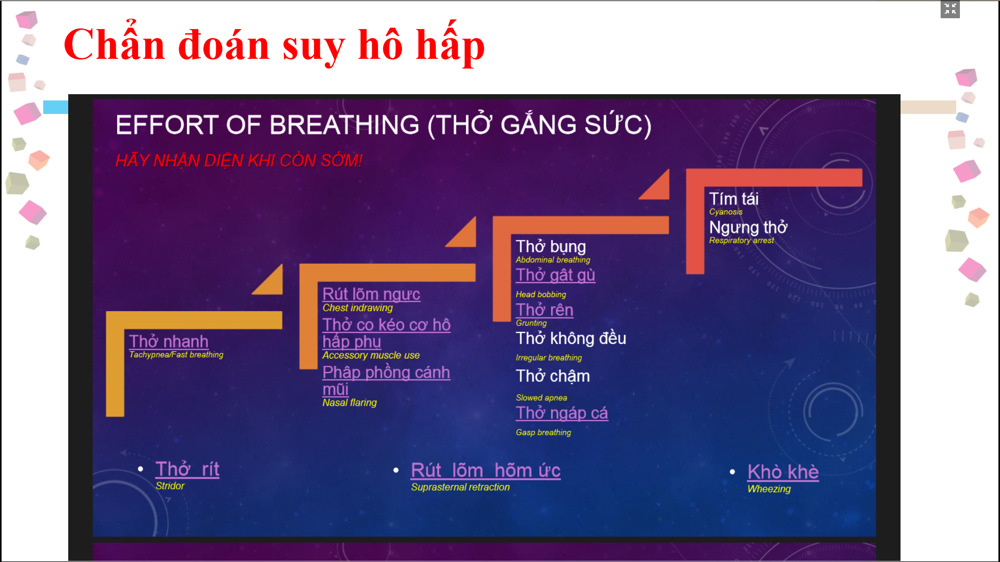 Chẩn đoán suy hô hấp
EFFORT OF BREATHING (THỞ GẮNG SỨC)
HÃY NHẬN DIỆN KHI CÒN SỚM!
Thở nhanh
Tachypnea/Fast breathing
Rút lõm ngực
Chest indrawing
Thở co kéo cơ hô
hấp phụ
Accessory muscle use
Phập phồng cánh
mũi
Nasal flaring
Thở bụng
Abdominal breathing
Thở gật gù
Head bobbing
Thở rên
Grunting
Thở không đều
Irregular breathing
Thở chậm
Slowed apnea
Thở ngáp cá
Gasp breathing
Tím tái
Cyanosis
Ngưng thở
Respiratory arrest
• Thở rít
Stridor
• Rút lõm hõm ức
Suprasternal retraction
• Khò khè
Wheezing